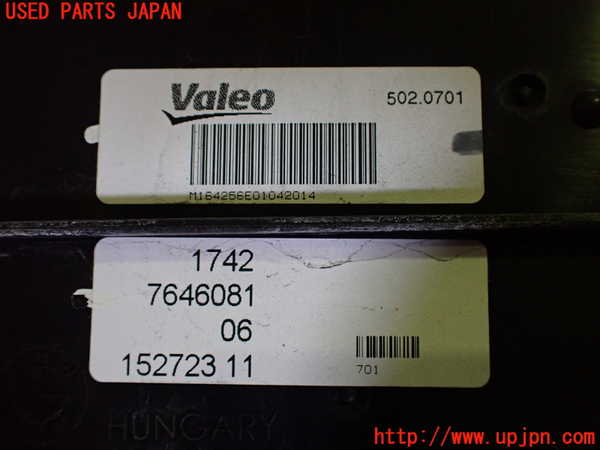 USED PARTS JAPAN
Valeo
502.0701
M164256E01042014
1742
7646081
06
152723 11
701
HUNGARY
http://www.upjpn.com/